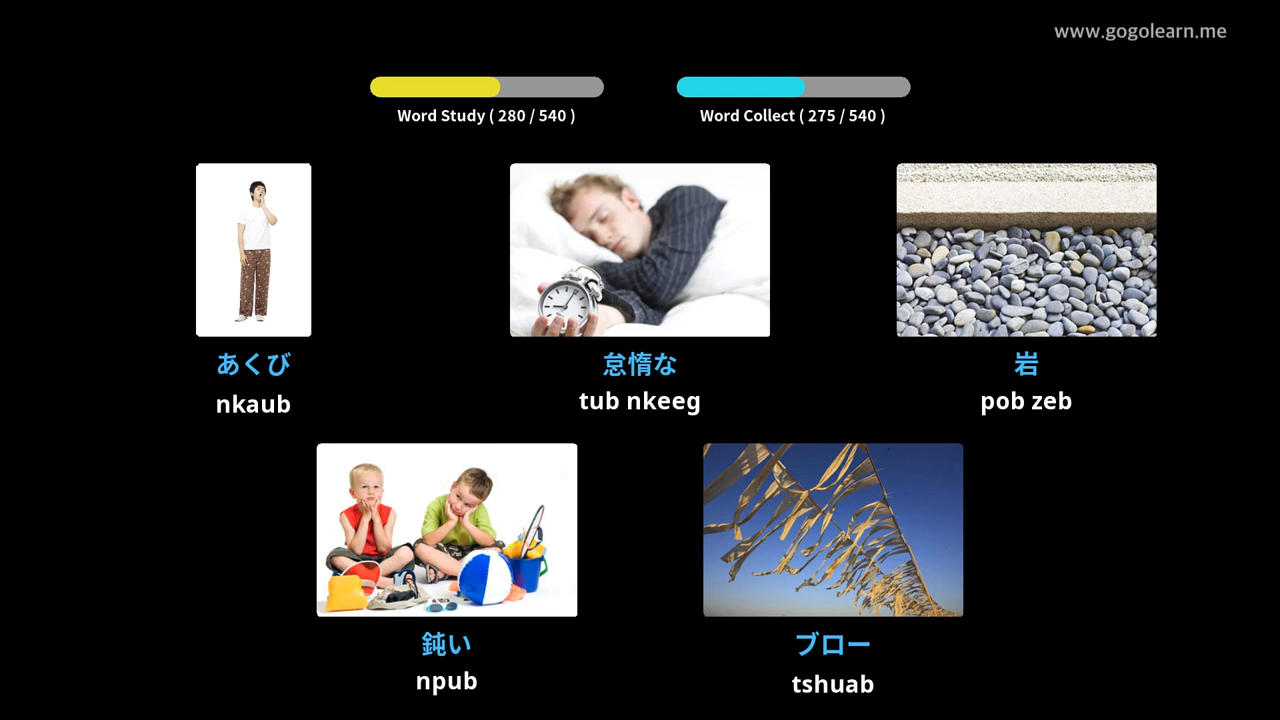 www.gogolearn.me
Word Study ( 280 / 540 )
Word Collect ( 275 / 540 )
あくび
nkaub
怠惰な
tub nkeeg
岩
pob zeb
鈍い
npub
ブロー
tshuab